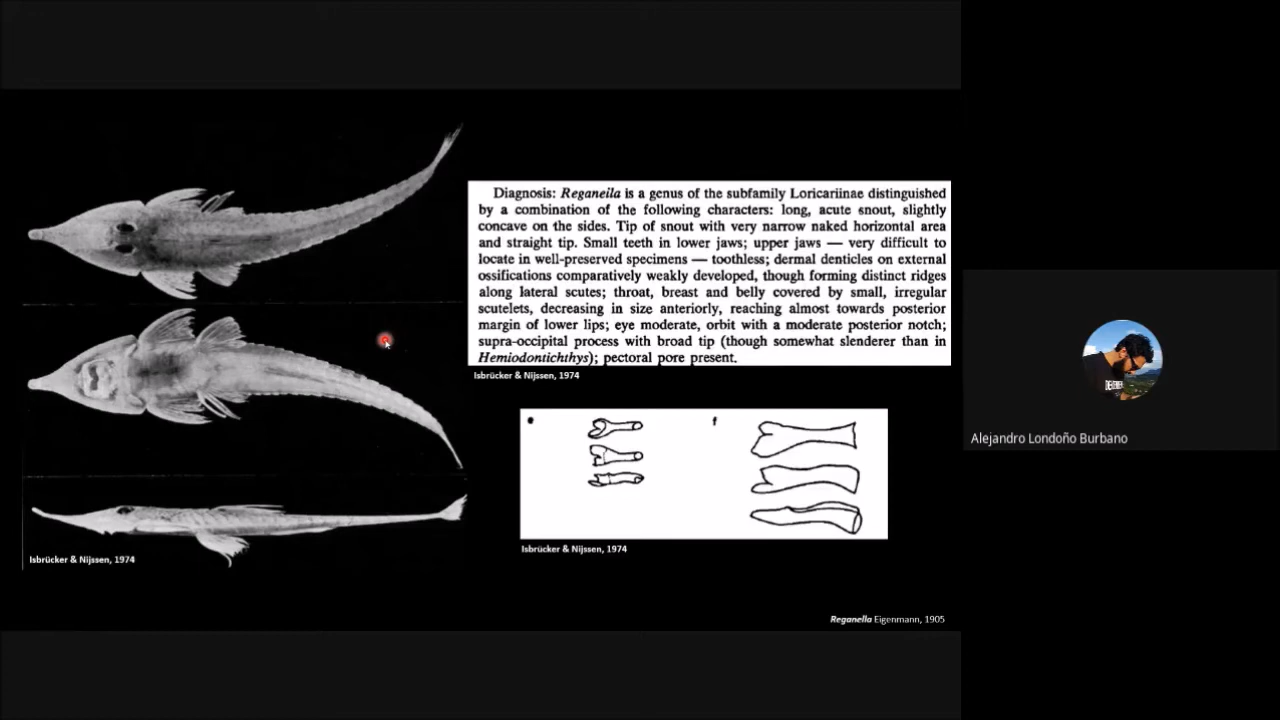 Diagnosis: Reganella is a genus of the subfamily Loricariinae distinguished
by a combination of the following characters: long, acute snout, slightly
concave on the sides. Tip of snout with very narrow naked horizontal area
and straight tip. Small teeth in lower jaws; upper jaws — very difficult to
locate in well-preserved specimens — toothless; dermal denticles on external
ossifications comparatively weakly developed, though forming distinct ridges
along lateral scutes; throat, breast and belly covered by small, irregular
scutelets, decreasing in size anteriorly, reaching almost towards posterior
margin of lower lips; eye moderate, orbit with a moderate posterior notch;
supra-occipital process with broad tip (though somewhat slenderer than in
Hemiodontichthys); pectoral pore present.
Isbrücker & Nijssen, 1974
e
f
Isbrücker & Nijssen, 1974
Isbrücker & Nijssen, 1974
Reganella Eigenmann, 1905
Alejandro Londoño Burbano